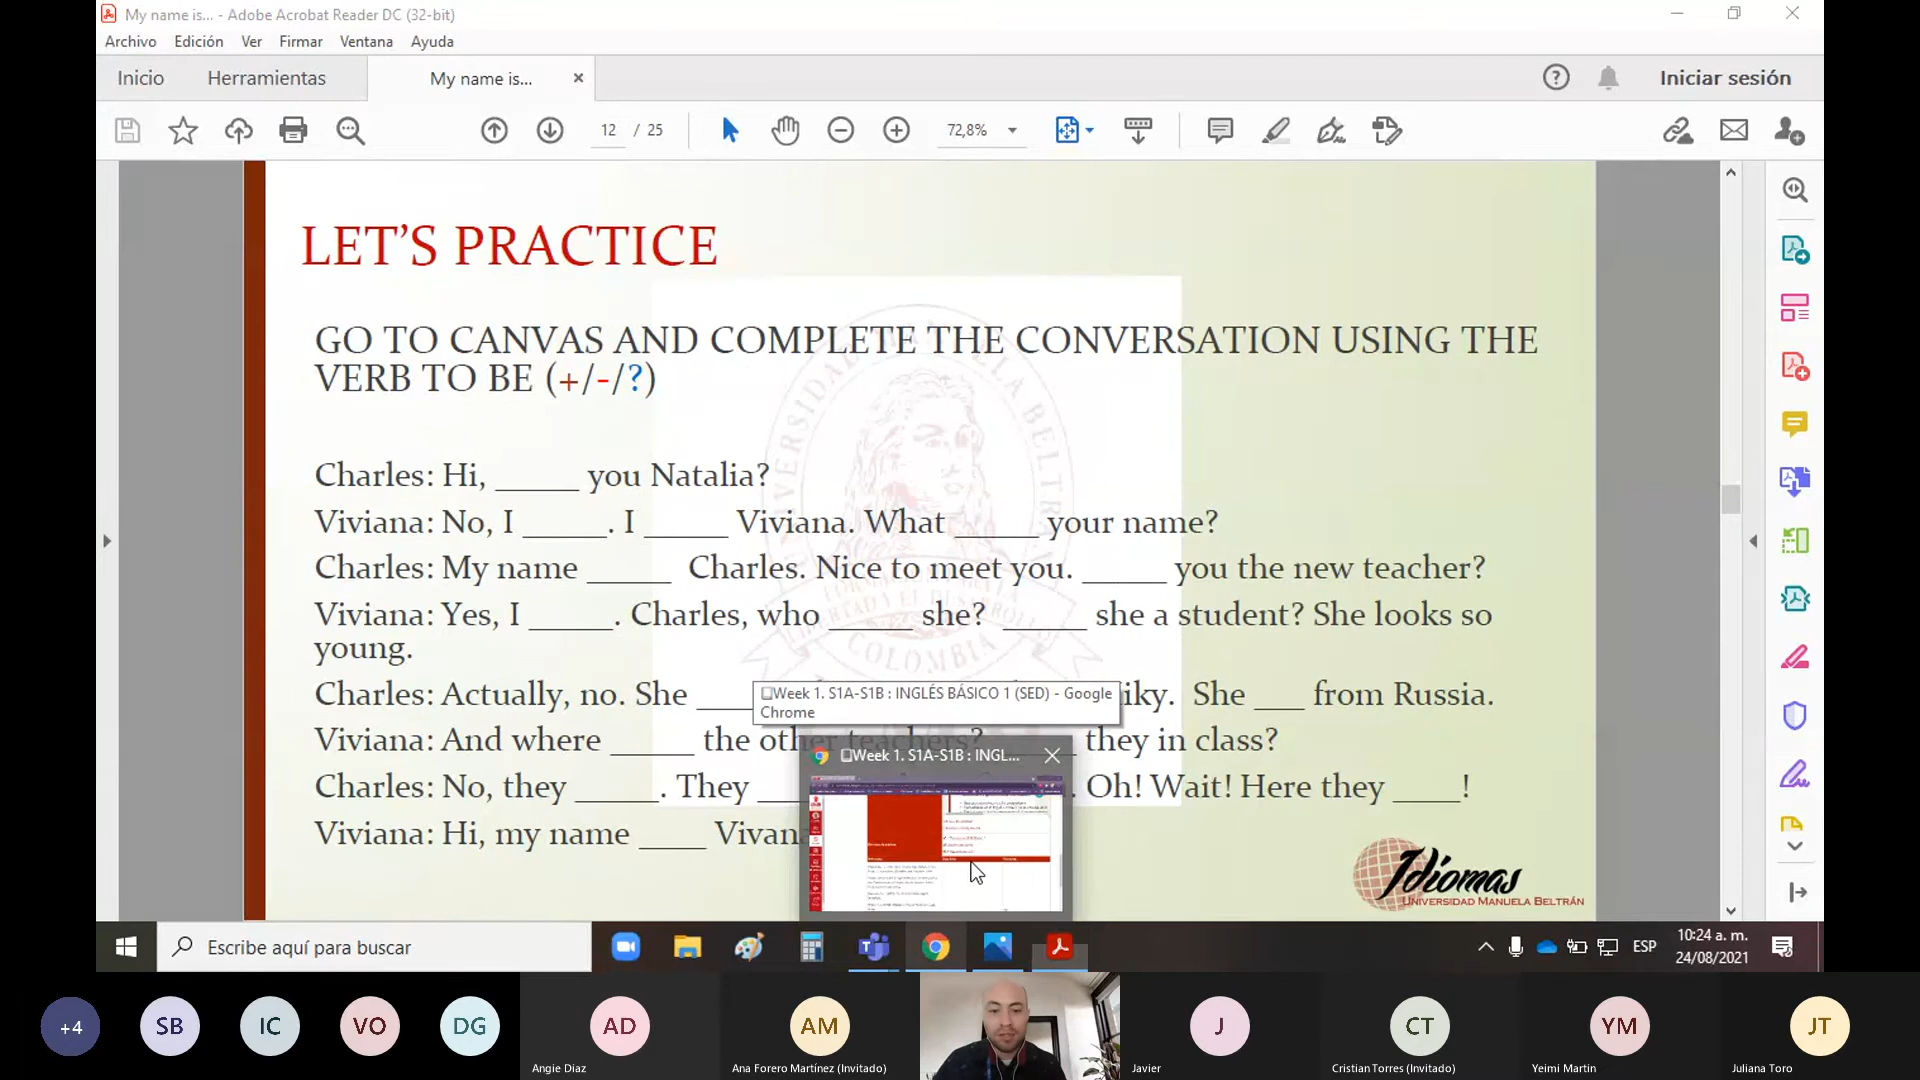 My name is... - Adobe Acrobat Reader DC (32-bit)
Archivo Edición Ver Firmar Ventana Ayuda
Inicio Herramientas My name is... Iniciar sesión
12 / 25 72,8%
LET'S PRACTICE
GO TO CANVAS AND COMPLETE THE CONVERSATION USING THE
VERB TO BE (+/-/?)
Charles: Hi, _____ you Natalia?
Viviana: No, I _____. I _____ Viviana. What _____ your name?
Charles: My name _____ Charles. Nice to meet you. _____ you the new teacher?
Viviana: Yes, I _____. Charles, who _____ she? _____ she a student? She looks so
young.
Charles: Actually, no. She ____ iky. She ___ from Russia.
Week 1. S1A-S1B : INGLÉS BÁSICO 1 (SED) - Google
Chrome
Viviana: And where _____ the other teachers? ____ they in class?
Week 1. S1A-S1B : INGL...
Charles: No, they _____. They ____. Oh! Wait! Here they ____!
Viviana: Hi, my name ____ Vivana
COLOMBIA
Idiomas
UNIVERSIDAD MANUELA BELTRÁN
Escribe aquí para buscar
ESP
10:24 a. m.
24/08/2021
+4 SB IC VO DG AD AM J CT YM JT
Angie Diaz Ana Forero Martínez (Invitado) Javier Cristian Torres (Invitado) Yeimi Martin Juliana Toro